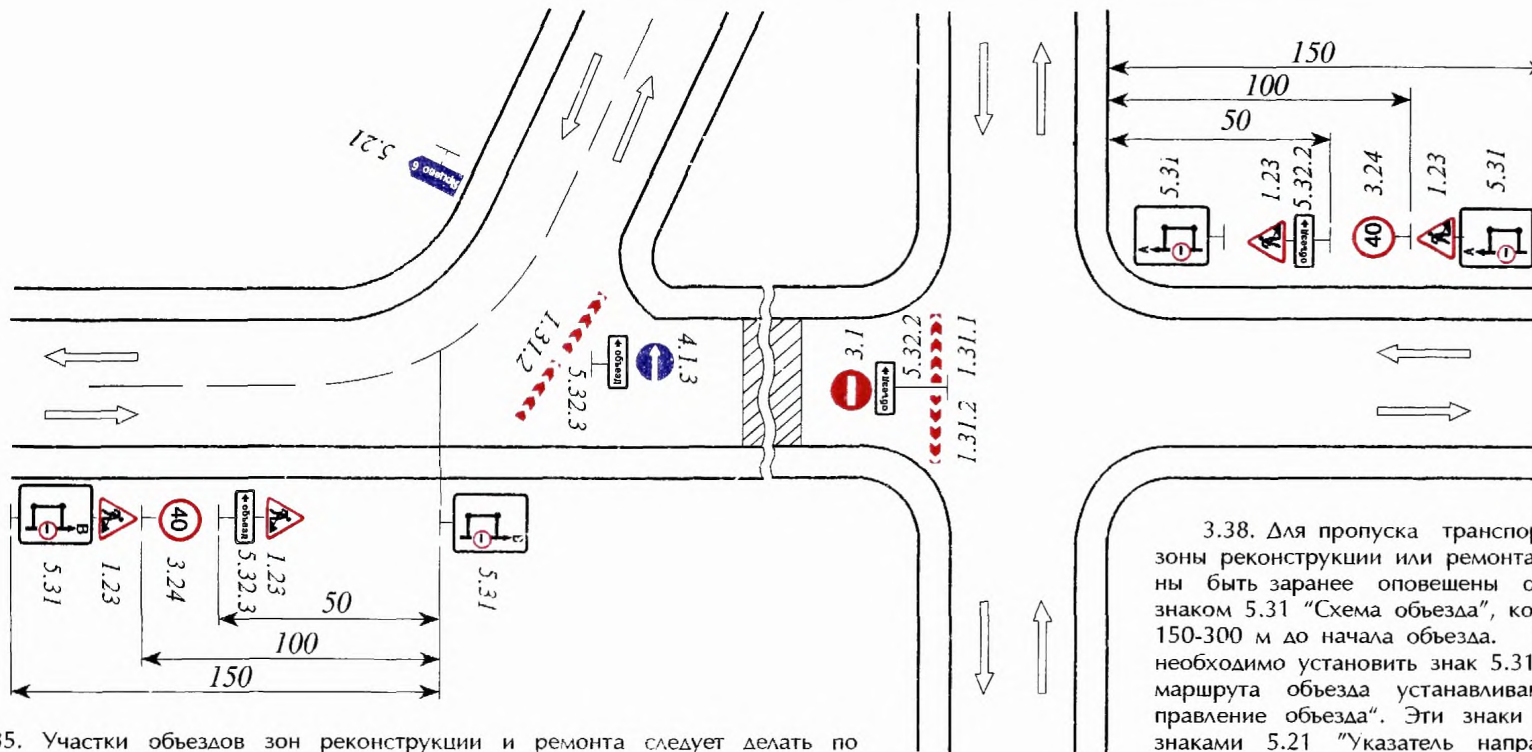 150
100
50
5.31
1.23
5.32.2
3.24
1.23
5.31
40
А
А
5.21
1.31.2
5.32.3
объезд
4.1.3
3.1
5.32.2
объезд
1.31.1
1.31.2
В
40
объезд
5.31
1.23
3.24
5.32.3
1.23
5.31
50
100
150
3.38. Для пропуска
зоны реконструкции или ремонта
ны быть заранее оповещены
знаком 5.31 "Схема объезда",
150-300 м до начала объезда.
необходимо установить знак 5.31
маршрута объезда
правление объезда". Эти знаки
знаками 5.21 "Указатель
35. Участки объездов зон реконструкции и ремонта следует делать по